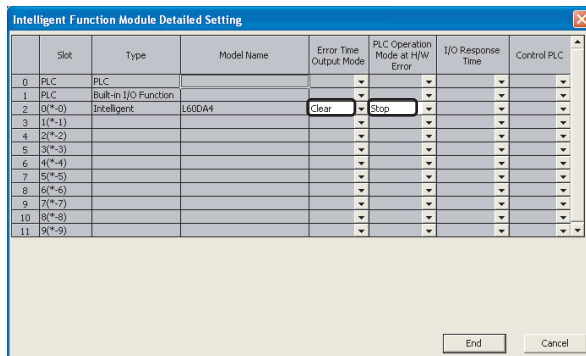 Intelligent Function Module Detailed Setting
Slot Type Model Name Error Time Output Mode PLC Operation Mode at H/W Error I/O Response Time Control PLC
0 PLC PLC
1 PLC Built-in I/O Function
2 0(*-0) Intelligent L60DA4 Clear Stop
3 1(*-1)
4 2(*-2)
5 3(*-3)
6 4(*-4)
7 5(*-5)
8 6(*-6)
9 7(*-7)
10 8(*-8)
11 9(*-9)
End Cancel